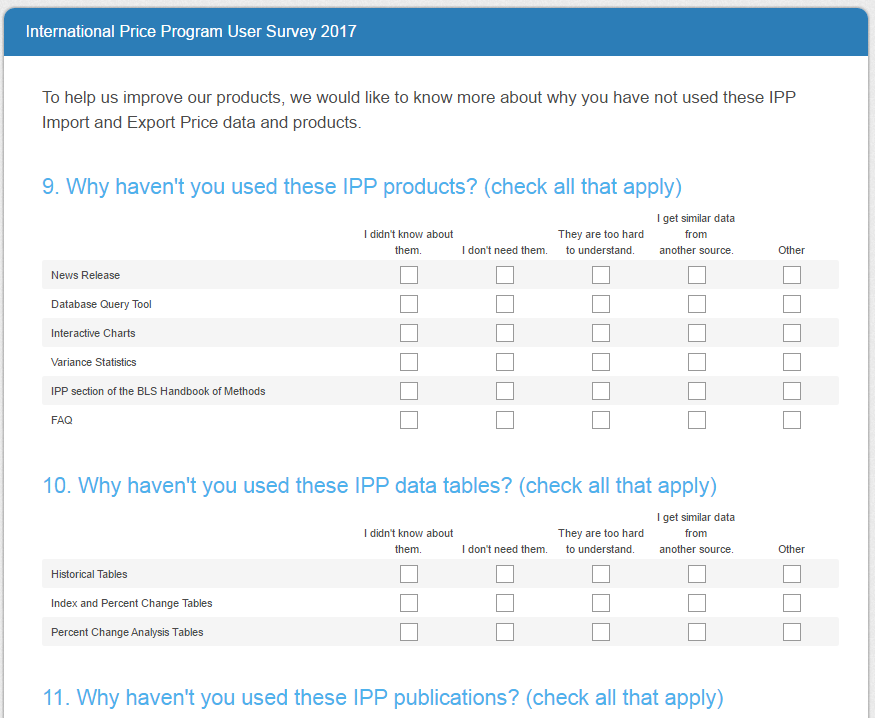 International Price Program User Survey 2017
To help us improve our products, we would like to know more about why you have not used these IPP
Import and Export Price data and products.
9. Why haven't you used these IPP products? (check all that apply)
I didn't know about
them.
I don't need them.
They are too hard
to understand.
I get similar data
from
another source.
Other
News Release
Database Query Tool
Interactive Charts
Variance Statistics
IPP section of the BLS Handbook of Methods
FAQ
10. Why haven't you used these IPP data tables? (check all that apply)
I didn't know about
them.
I don't need them.
They are too hard
to understand.
I get similar data
from
another source.
Other
Historical Tables
Index and Percent Change Tables
Percent Change Analysis Tables
11. Why haven't you used these IPP publications? (check all that apply)